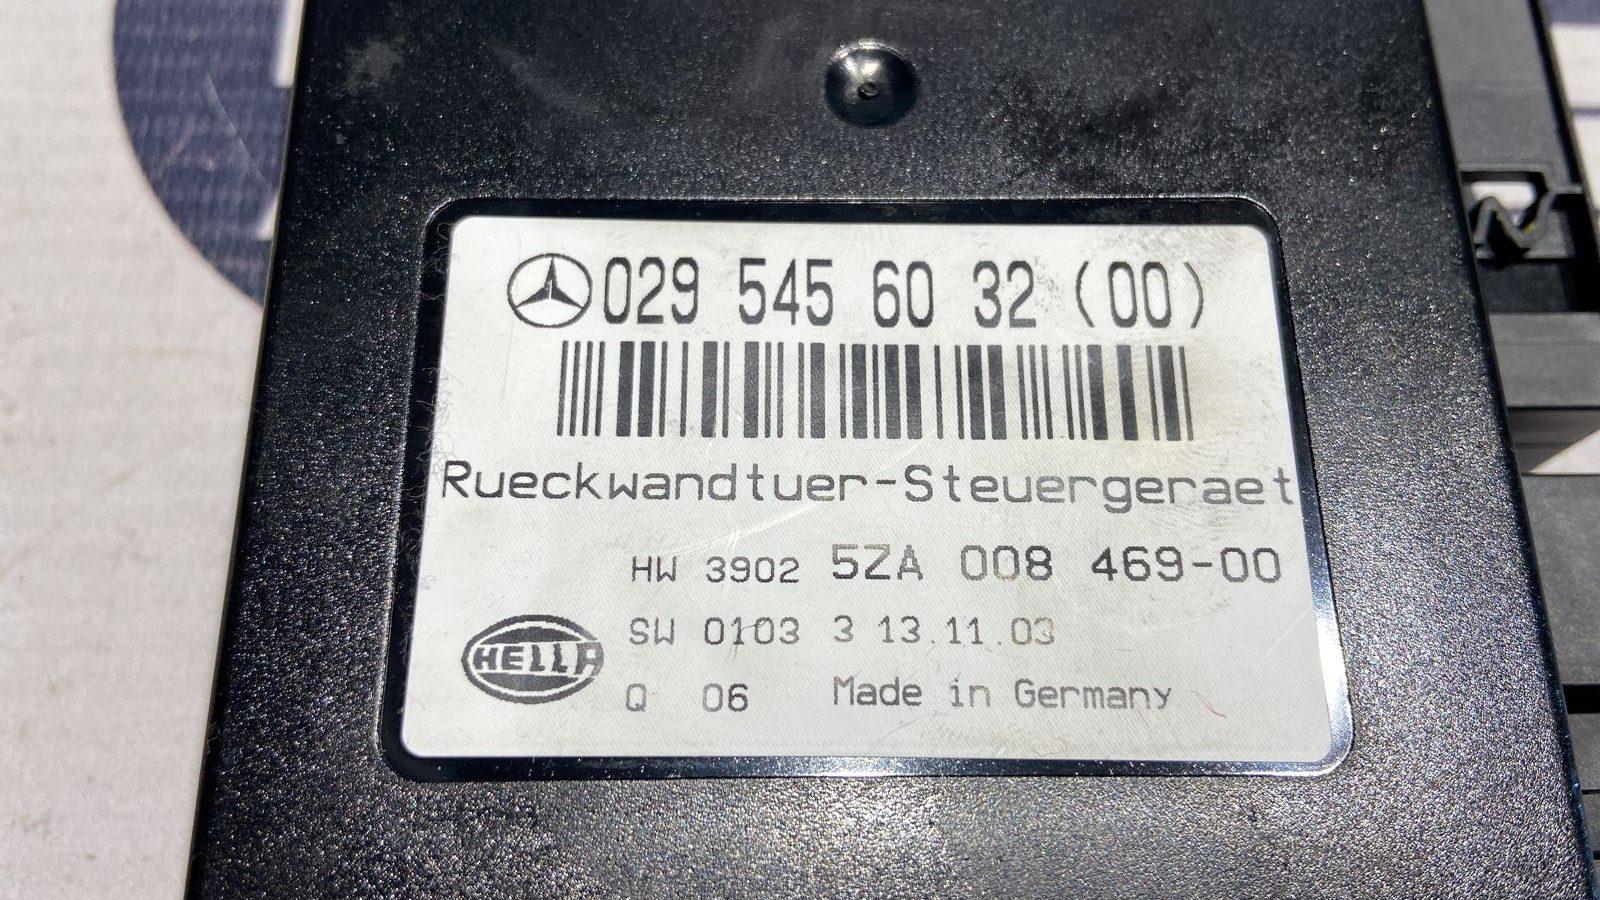 029 545 60 32 (00)
Rueckwandtuer-Steuergeraet
HW 3902 5ZA 008 469-00
SW 0103 3 13.11.03
HELLA
Q 06 Made in Germany